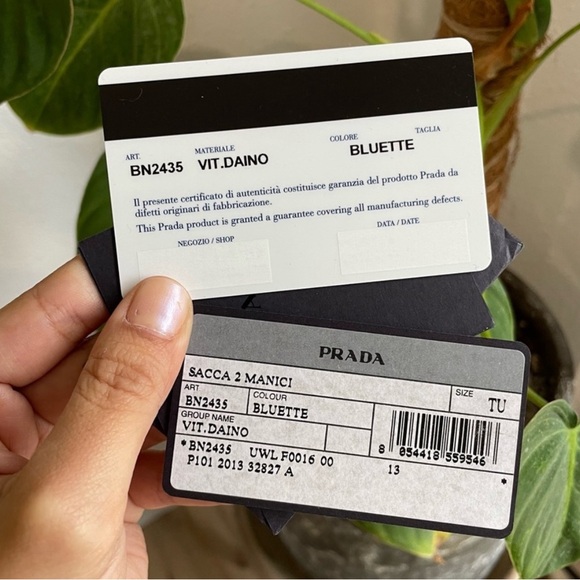 ART. MATERIALE COLORE TAGLIA
BN2435 VIT.DAINO BLUETTE
Il presente certificato di autenticità costituisce garanzia del prodotto Prada da
difetti originari di fabbricazione.
This Prada product is granted a guarantee covering all manufacturing defects.
NEGOZIO / SHOP DATA / DATE
PRADA
SACCA 2 MANICI
ART COLOUR SIZE TU
BN2435 BLUETTE
GROUP NAME
VIT.DAINO
*BN2435 UWL F0016 00
P101 2013 32827 A
8 054418 559546
13 *